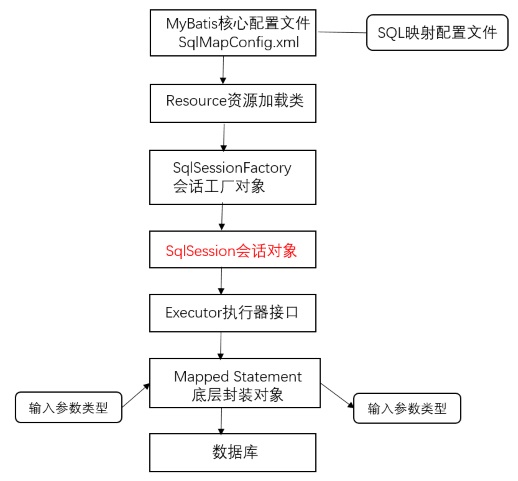 MyBatis核心配置文件
SqlMapConfig.xml
SQL映射配置文件
Resource资源加载类
SqlSessionFactory
会话工厂对象
SqlSession会话对象
Executor执行器接口
Mapped Statement
底层封装对象
输入参数类型
输入参数类型
数据库